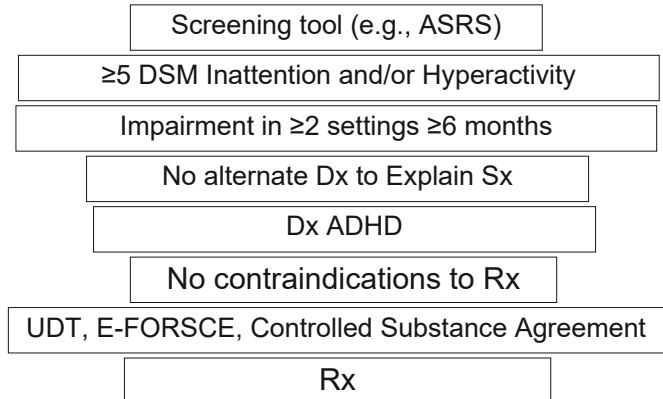 Screening tool (e.g., ASRS)
≥5 DSM Inattention and/or Hyperactivity
Impairment in ≥2 settings ≥6 months
No alternate Dx to Explain Sx
Dx ADHD
No contraindications to Rx
UDT, E-FORSCE, Controlled Substance Agreement
Rx